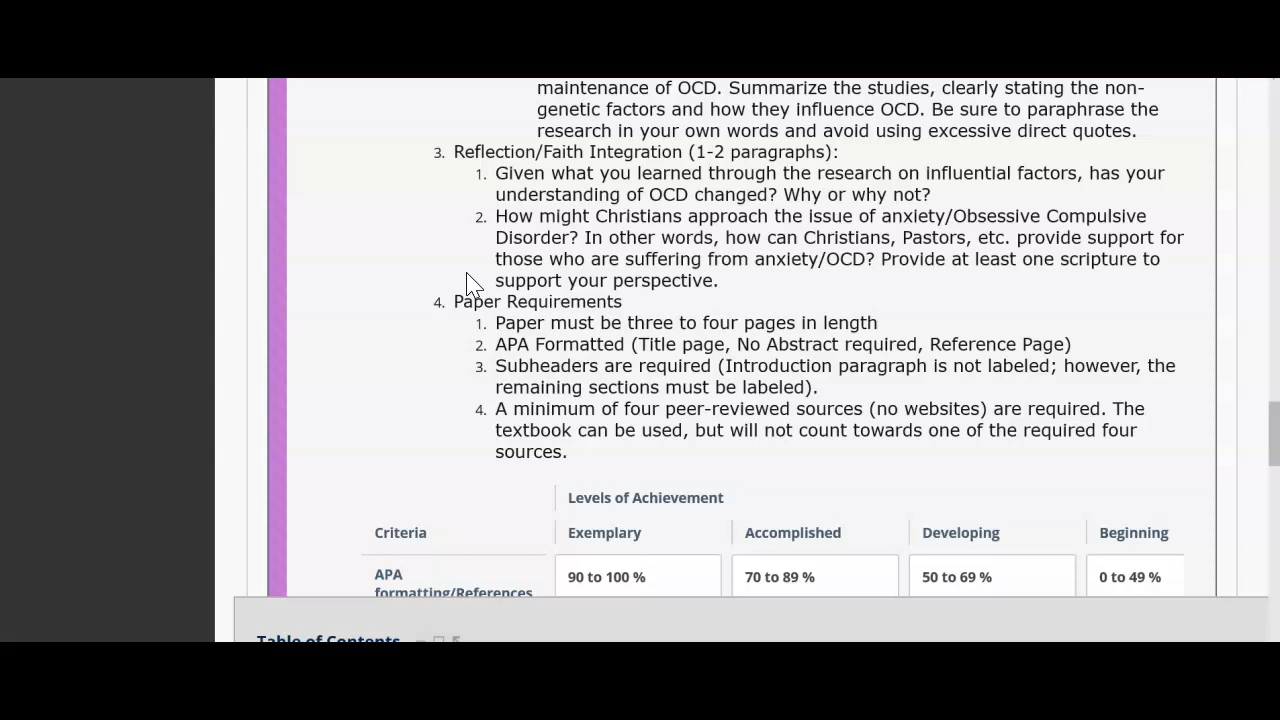 maintenance of OCD. Summarize the studies, clearly stating the non-
genetic factors and how they influence OCD. Be sure to paraphrase the
research in your own words and avoid using excessive direct quotes.
3. Reflection/Faith Integration (1-2 paragraphs):
1. Given what you learned through the research on influential factors, has your
understanding of OCD changed? Why or why not?
2. How might Christians approach the issue of anxiety/Obsessive Compulsive
Disorder? In other words, how can Christians, Pastors, etc. provide support for
those who are suffering from anxiety/OCD? Provide at least one scripture to
support your perspective.
4. Paper Requirements
1. Paper must be three to four pages in length
2. APA Formatted (Title page, No Abstract required, Reference Page)
3. Subheaders are required (Introduction paragraph is not labeled; however, the
remaining sections must be labeled).
4. A minimum of four peer-reviewed sources (no websites) are required. The
textbook can be used, but will not count towards one of the required four
sources.
Levels of Achievement
Criteria Exemplary Accomplished Developing Beginning
APA 90 to 100 % 70 to 89 % 50 to 69 % 0 to 49 %
formatting/References
Table of Contents